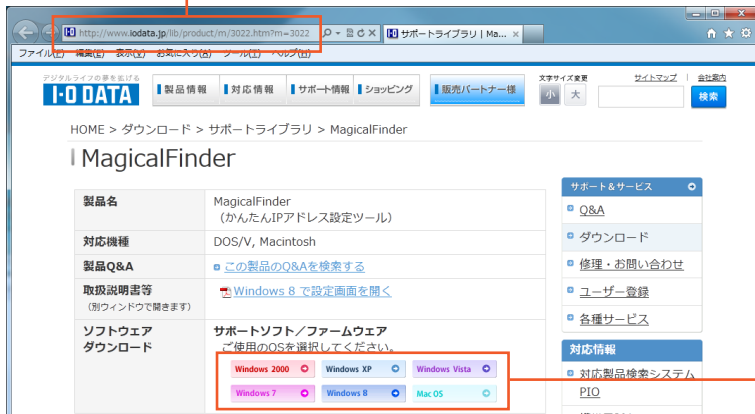 http://www.iodata.jp/lib/product/m/3022.htm?m=3022
サポートライブラリ | Ma...
ファイル(F) 編集(E) 表示(V) お気に入り(A) ツール(T) ヘルプ(H)
デジタルライフの夢を拡げる
I·O DATA
製品情報 対応情報 サポート情報 ショッピング 販売パートナー様
文字サイズ変更
小 大
サイトマップ | 会社案内
検索
HOME > ダウンロード > サポートライブラリ > MagicalFinder
MagicalFinder
製品名 MagicalFinder
（かんたんIPアドレス設定ツール）
対応機種 DOS/V, Macintosh
製品Q&A この製品のQ&Aを検索する
取扱説明書等 Windows 8 で設定画面を開く
（別ウィンドウで開きます）
ソフトウェア サポートソフト／ファームウェア
ダウンロード ご使用のOSを選択してください。
Windows 2000 Windows XP Windows Vista
Windows 7 Windows 8 Mac OS
サポート&サービス
Q&A
ダウンロード
修理・お問い合わせ
ユーザー登録
各種サービス
対応情報
対応製品検索システム
PIO